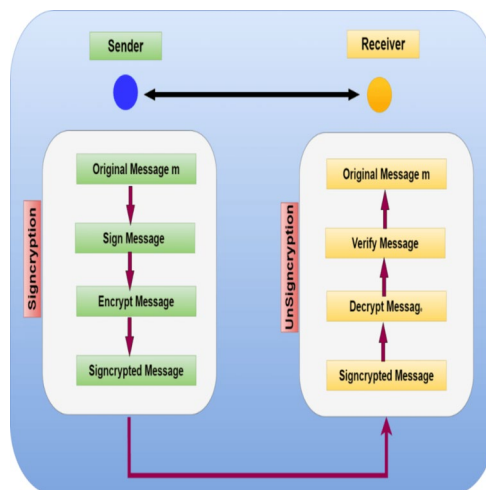 Sender
Receiver
Signcryption
Original Message m
Sign Message
Encrypt Message
Signcrypted Message
UnSigncryption
Original Message m
Verify Message
Decrypt Messag.
Signcrypted Message